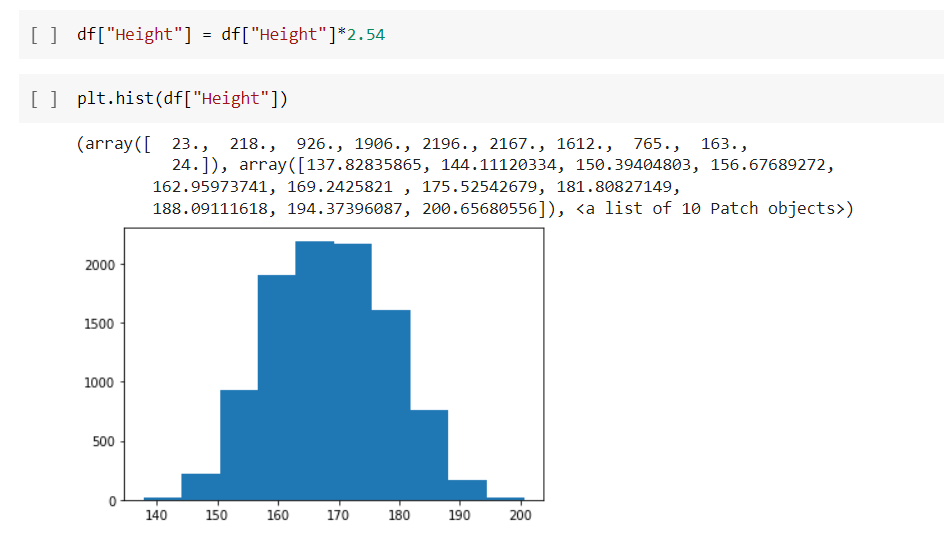 [ ] df["Height"] = df["Height"]*2.54
[ ] plt.hist(df["Height"])
(array([  23.,  218.,  926., 1906., 2196., 2167., 1612.,  765.,  163.,
24.]), array([137.82835865, 144.11120334, 150.39404803, 156.67689272,
162.95973741, 169.2425821 , 175.52542679, 181.80827149,
188.09111618, 194.37396087, 200.65680556]), <a list of 10 Patch objects>)
2000
1500
1000
500
0
140 150 160 170 180 190 200